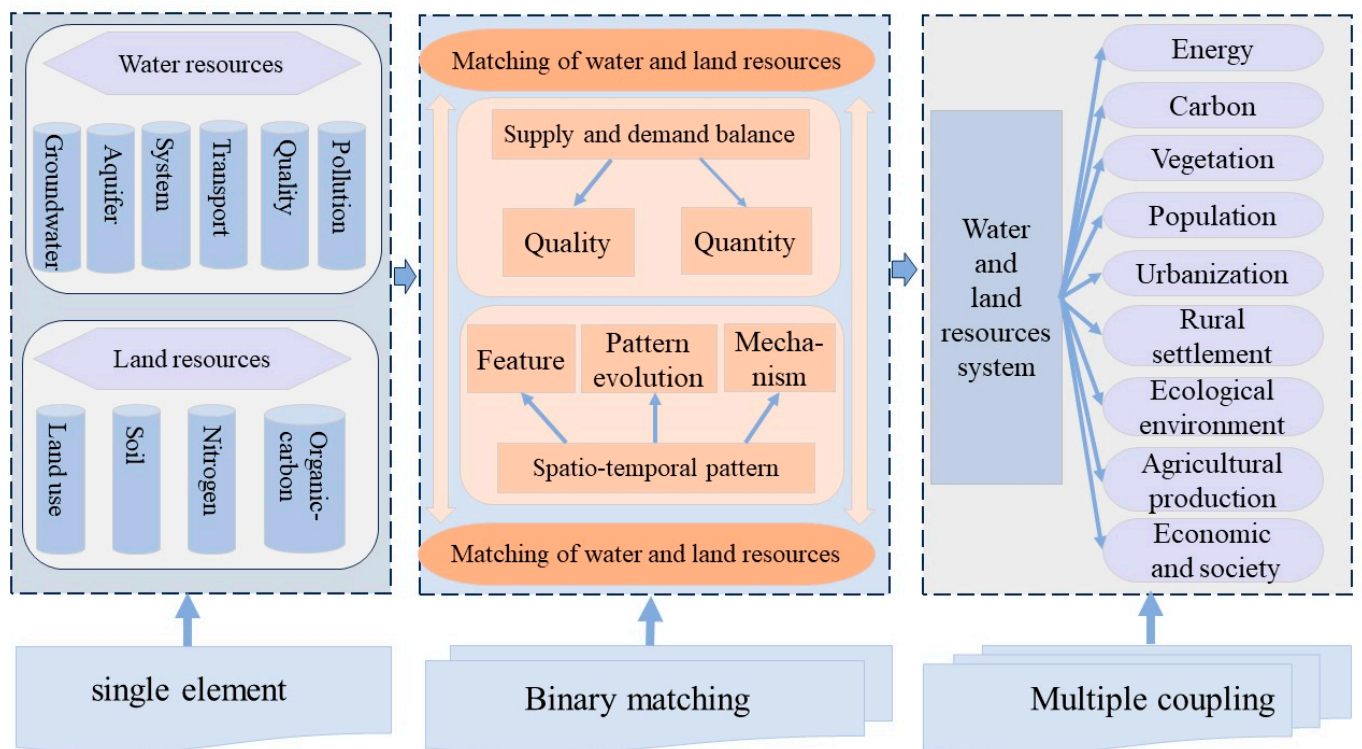 Water resources
Groundwater
Aquifer
System
Transport
Quality
Pollution
Land resources
Land use
Soil
Nitrogen
Organic-
carbon
single element
Matching of water and land resources
Supply and demand balance
Quality
Quantity
Feature
Pattern
evolution
Mecha-
nism
Spatio-temporal pattern
Matching of water and land resources
Binary matching
Water
and
land
resources
system
Energy
Carbon
Vegetation
Population
Urbanization
Rural
settlement
Ecological
environment
Agricultural
production
Economic
and society
Multiple coupling